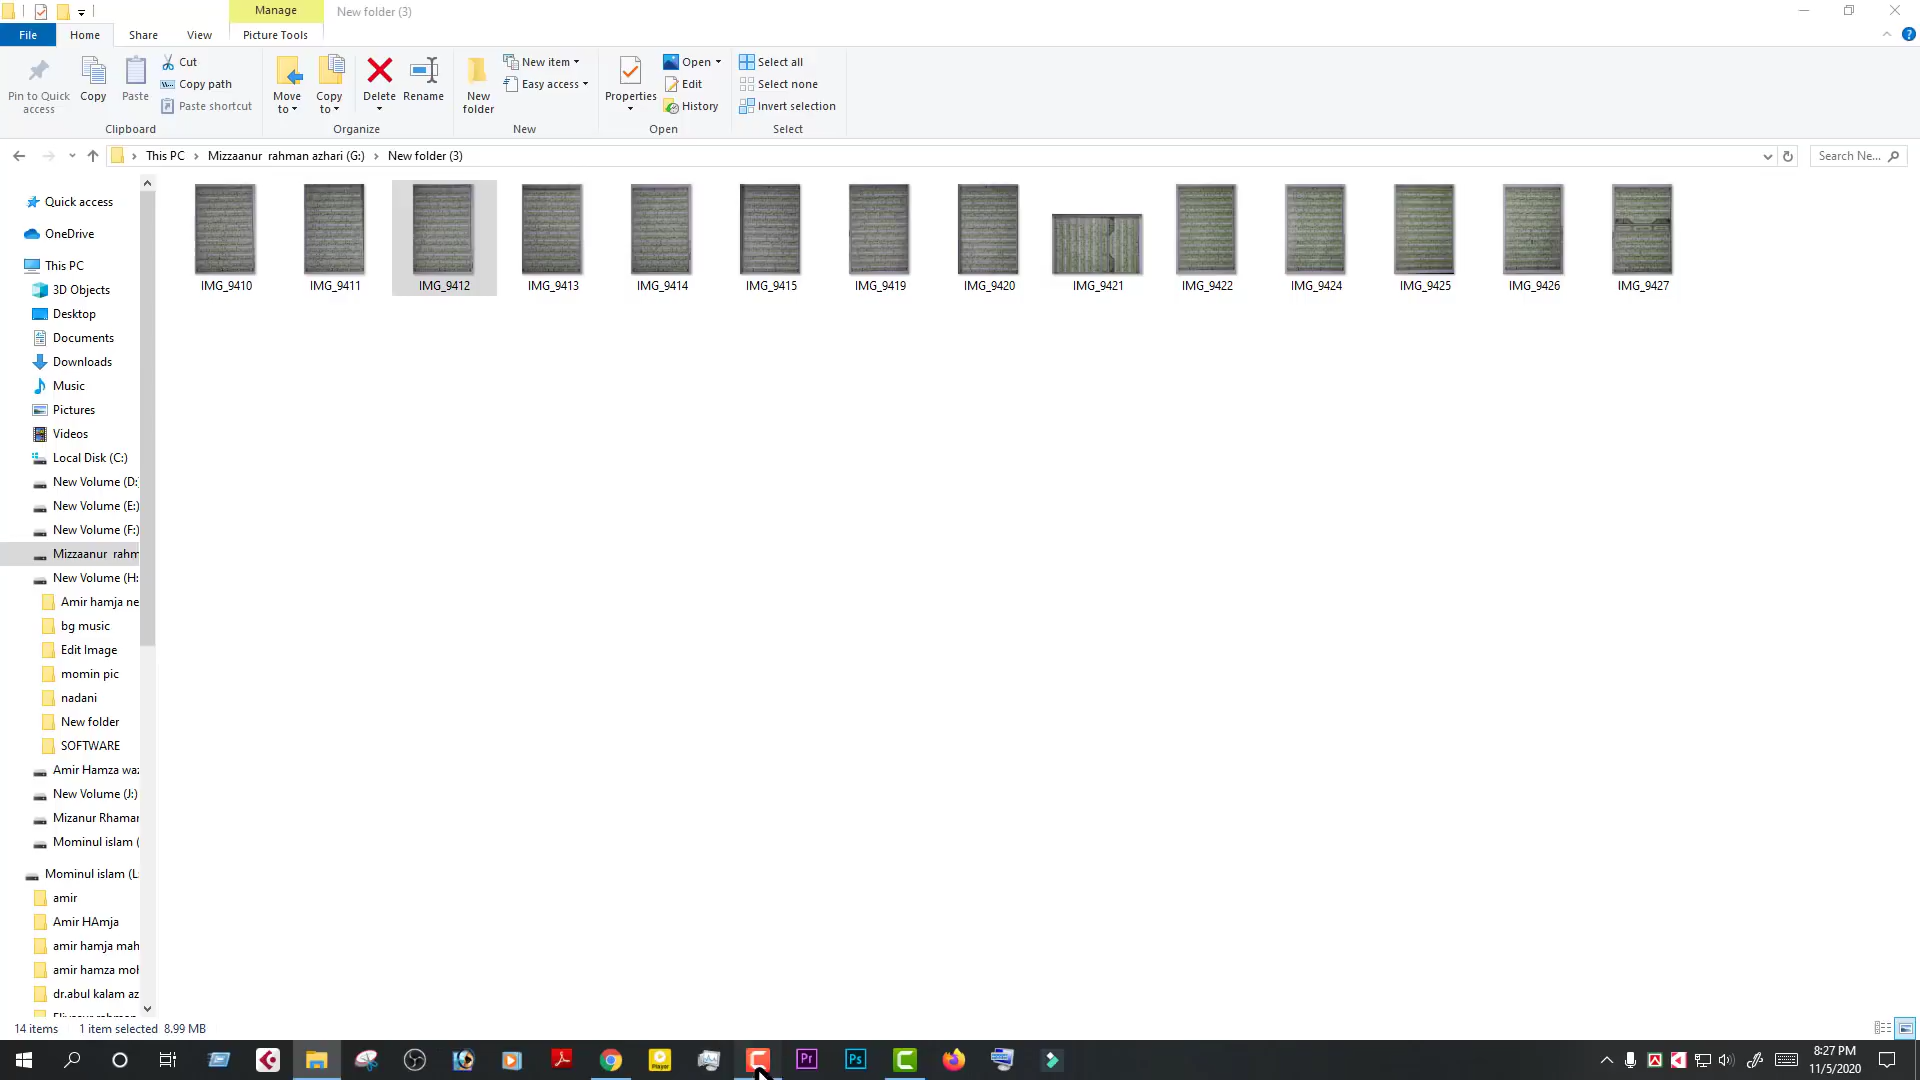 Manage
New folder (3)
File
Home
Share
View
Picture Tools
Pin to Quick access
Copy
Paste
Cut
Copy path
Paste shortcut
Clipboard
Move to
Copy to
Delete
Rename
Organize
New folder
New item
Easy access
New
Properties
Open
Edit
History
Open
Select all
Select none
Invert selection
Select
This PC
Mizzaanur rahman azhari (G:)
New folder (3)
Search Ne...
Quick access
OneDrive
This PC
3D Objects
Desktop
Documents
Downloads
Music
Pictures
Videos
Local Disk (C:)
New Volume (D:
New Volume (E:)
New Volume (F:)
Mizzaanur rahm
New Volume (H:
Amir hamja ne
bg music
Edit Image
momin pic
nadani
New folder
SOFTWARE
Amir Hamza waz
New Volume (J:)
Mizanur Rhaman
Mominul islam (
Mominul islam (L:
amir
Amir HAmja
amir hamja mah
amir hamza moh
dr.abul kalam az
IMG_9410
IMG_9411
IMG_9412
IMG_9413
IMG_9414
IMG_9415
IMG_9419
IMG_9420
IMG_9421
IMG_9422
IMG_9424
IMG_9425
IMG_9426
IMG_9427
14 items
1 item selected 8.99 MB
Player
Pr
Ps
8:27 PM
11/5/2020